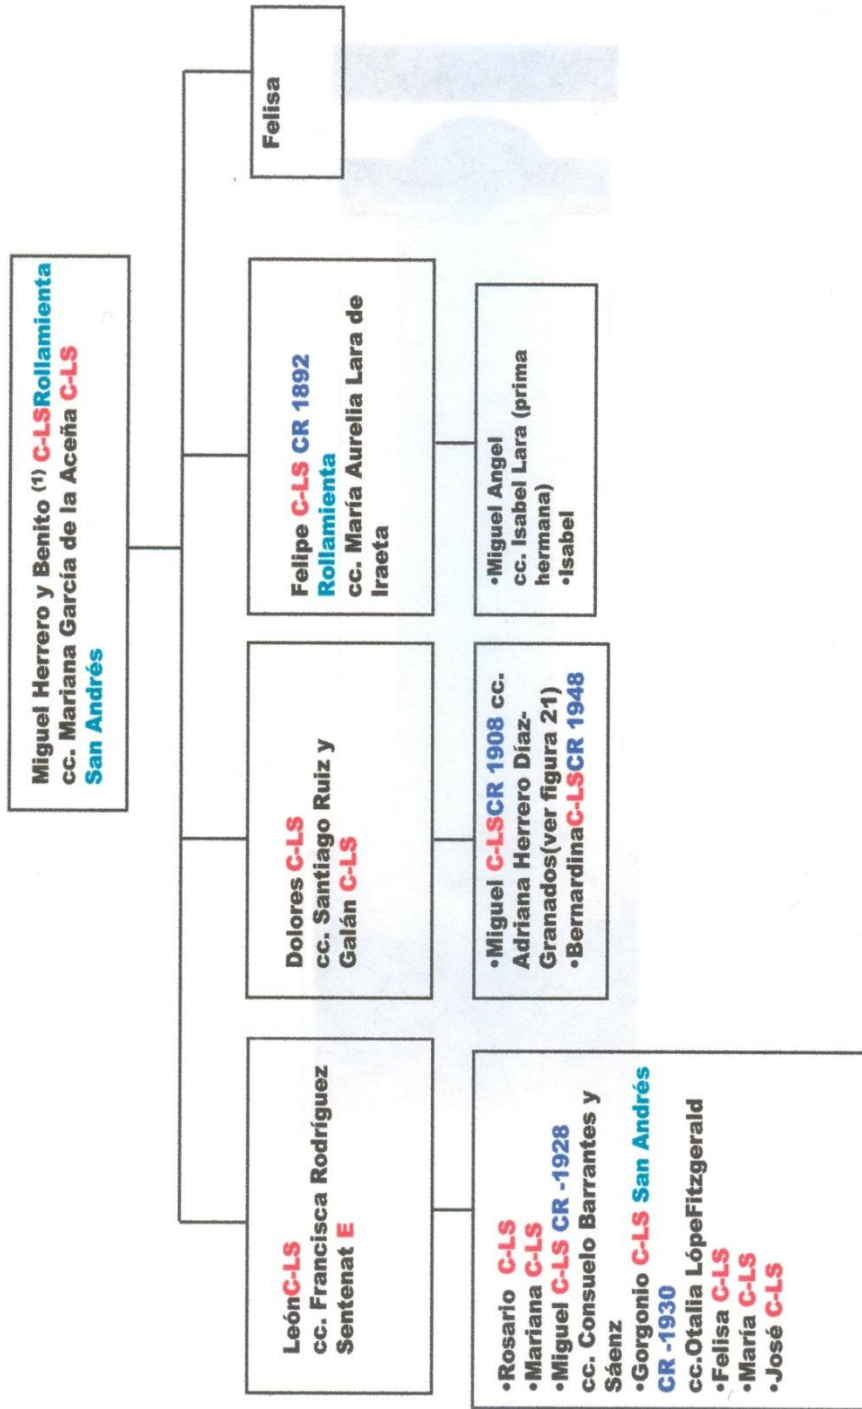 Miguel Herrero y Benito (1) C-LSRollamienta
cc. Mariana García de la Aceña C-LS
San Andrés
LeónC-LS
cc. Francisca Rodríguez
Sentenat E
Dolores C-LS
cc. Santiago Ruiz y
Galán C-LS
Felipe C-LS CR 1892
Rollamienta
cc. María Aurelia Lara de
Iraeta
Felisa
•Rosario C-LS
•Mariana C-LS
•Miguel C-LS CR -1928
cc. Consuelo Barrantes y
Sáenz
•Gorgonio C-LS San Andrés
CR -1930
cc.Otalia LópeFitzgerald
•Felisa C-LS
•María C-LS
•José C-LS
•Miguel C-LSCR 1908 cc.
Adriana Herrero Díaz-
Granados(ver figura 21)
•BernardinaC-LSCR 1948
•Miguel Angel
cc. Isabel Lara (prima
hermana)
•Isabel